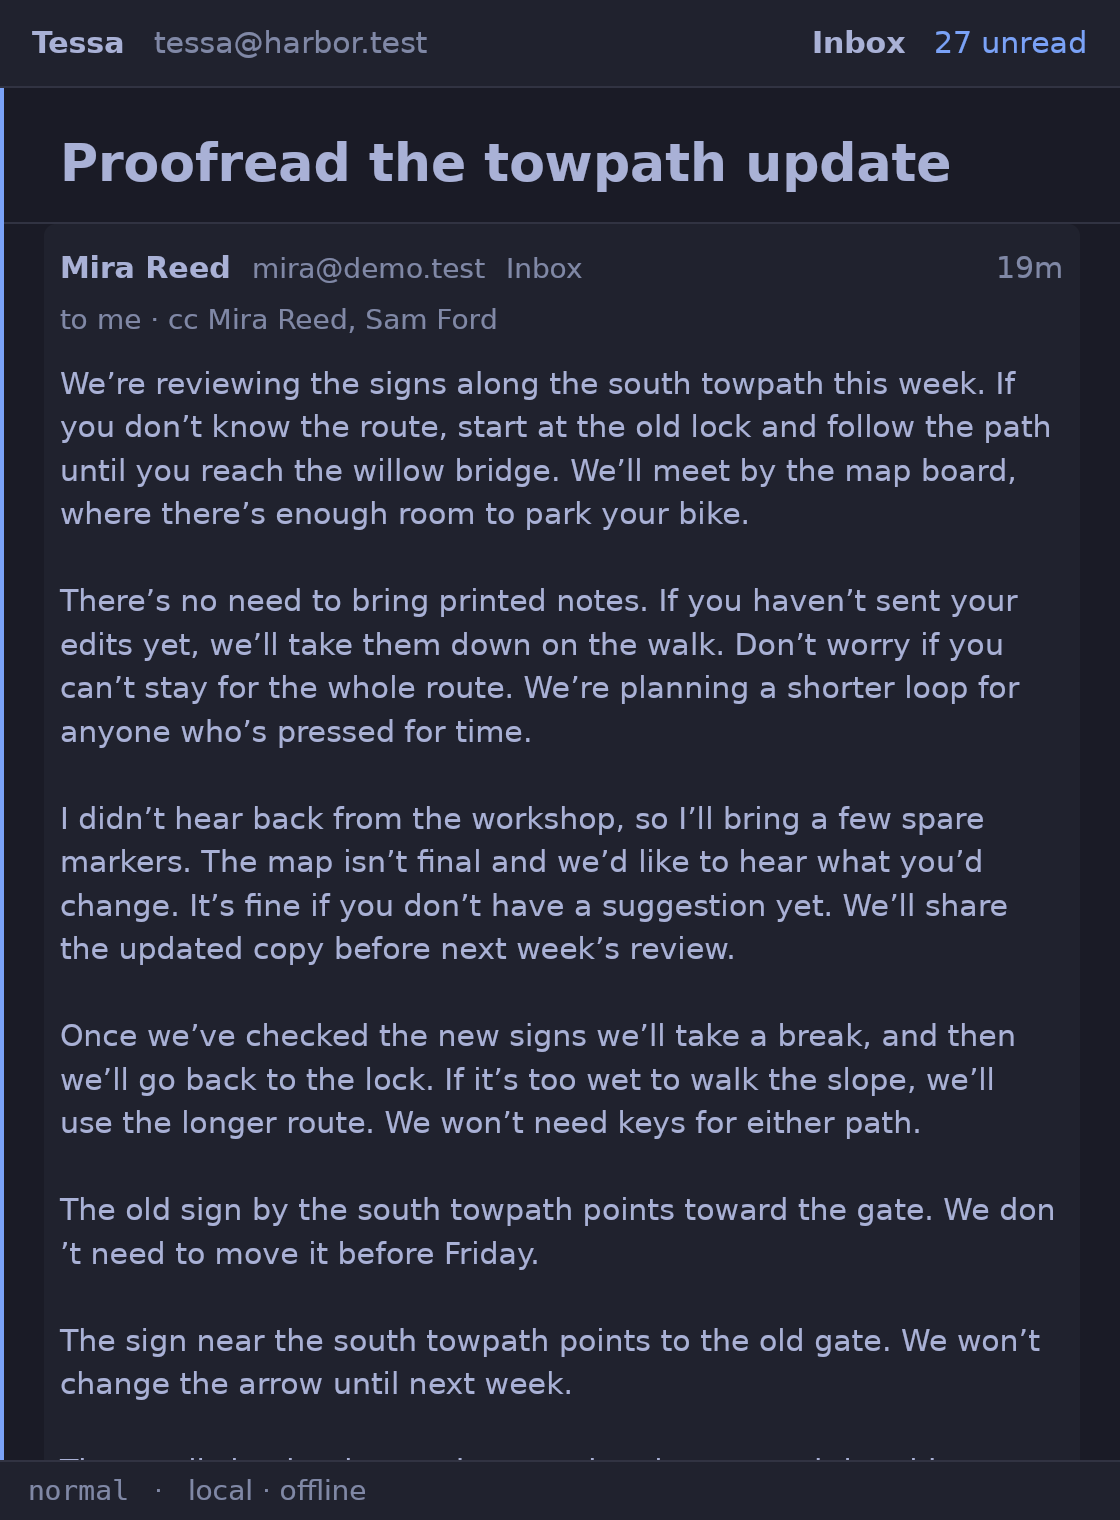 Tessa tessa@harbor.test Inbox 27 unread
Proofread the towpath update
Mira Reed mira@demo.test Inbox 19m
to me · cc Mira Reed, Sam Ford
We’re reviewing the signs along the south towpath this week. If
you don’t know the route, start at the old lock and follow the path
until you reach the willow bridge. We’ll meet by the map board,
where there’s enough room to park your bike.
There’s no need to bring printed notes. If you haven’t sent your
edits yet, we’ll take them down on the walk. Don’t worry if you
can’t stay for the whole route. We’re planning a shorter loop for
anyone who’s pressed for time.
I didn’t hear back from the workshop, so I’ll bring a few spare
markers. The map isn’t final and we’d like to hear what you’d
change. It’s fine if you don’t have a suggestion yet. We’ll share
the updated copy before next week’s review.
Once we’ve checked the new signs we’ll take a break, and then
we’ll go back to the lock. If it’s too wet to walk the slope, we’ll
use the longer route. We won’t need keys for either path.
The old sign by the south towpath points toward the gate. We don
’t need to move it before Friday.
The sign near the south towpath points to the old gate. We won’t
change the arrow until next week.
normal · local · offline